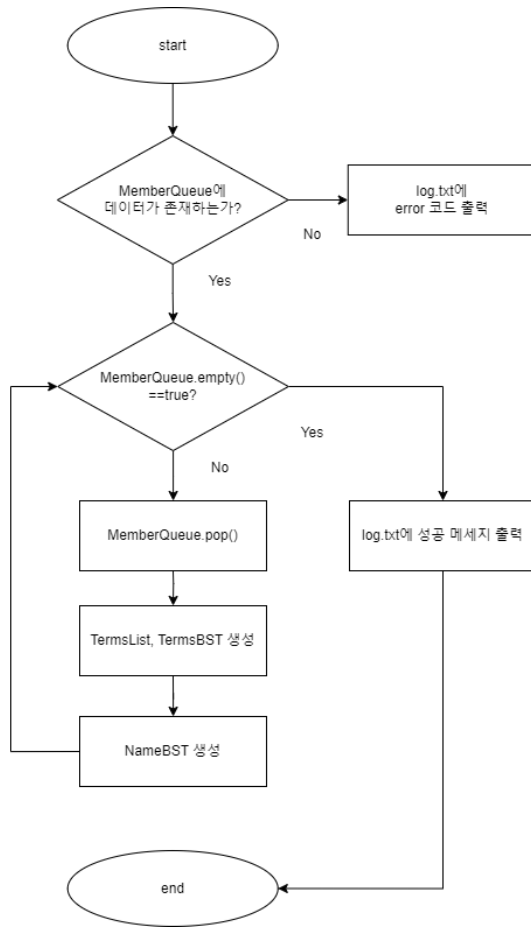 start
MemberQueue에
데이터가 존재하는가?
log.txt에
error 코드 출력
No
Yes
MemberQueue.empty()
==true?
Yes
No
MemberQueue.pop()
log.txt에 성공 메세지 출력
TermsList, TermsBST 생성
NameBST 생성
end